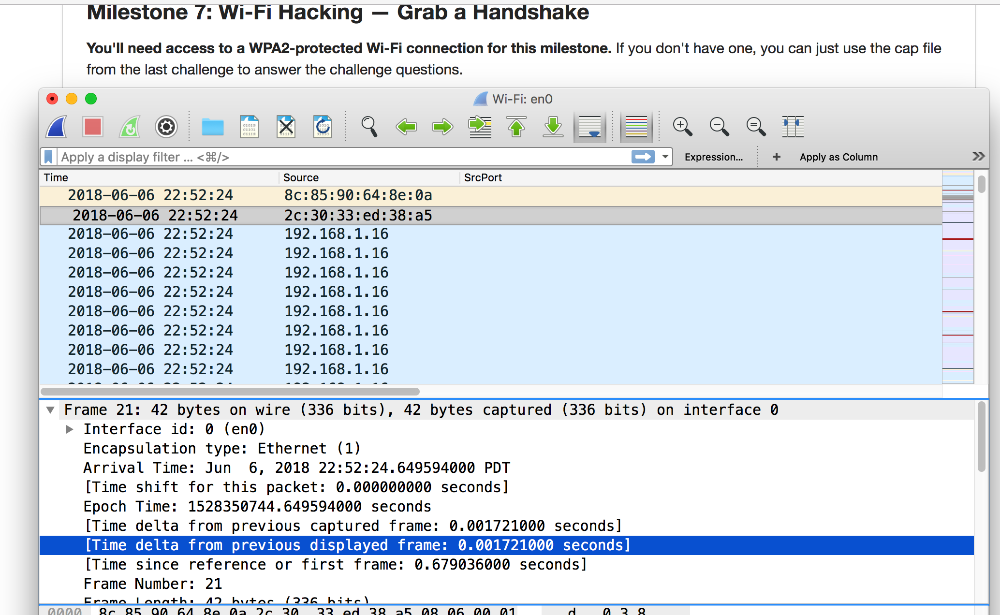 Milestone 7: Wi-Fi Hacking — Grab a Handshake
You'll need access to a WPA2-protected Wi-Fi connection for this milestone. If you don't have one, you can just use the cap file
from the last challenge to answer the challenge questions.
Wi-Fi: en0
Apply a display filter ... <⌘/>
Expression...
+
Apply as Column
Time Source SrcPort
2018-06-06 22:52:24 8c:85:90:64:8e:0a
2018-06-06 22:52:24 2c:30:33:ed:38:a5
2018-06-06 22:52:24 192.168.1.16
2018-06-06 22:52:24 192.168.1.16
2018-06-06 22:52:24 192.168.1.16
2018-06-06 22:52:24 192.168.1.16
2018-06-06 22:52:24 192.168.1.16
2018-06-06 22:52:24 192.168.1.16
2018-06-06 22:52:24 192.168.1.16
2018-06-06 22:52:24 192.168.1.16
Frame 21: 42 bytes on wire (336 bits), 42 bytes captured (336 bits) on interface 0
Interface id: 0 (en0)
Encapsulation type: Ethernet (1)
Arrival Time: Jun  6, 2018 22:52:24.649594000 PDT
[Time shift for this packet: 0.000000000 seconds]
Epoch Time: 1528350744.649594000 seconds
[Time delta from previous captured frame: 0.001721000 seconds]
[Time delta from previous displayed frame: 0.001721000 seconds]
[Time since reference or first frame: 0.679036000 seconds]
Frame Number: 21
Frame Length: 42 bytes (336 bits)
0000 8c 85 90 64 8e 0a 2c 30 33 ed 38 a5 08 06 00 01